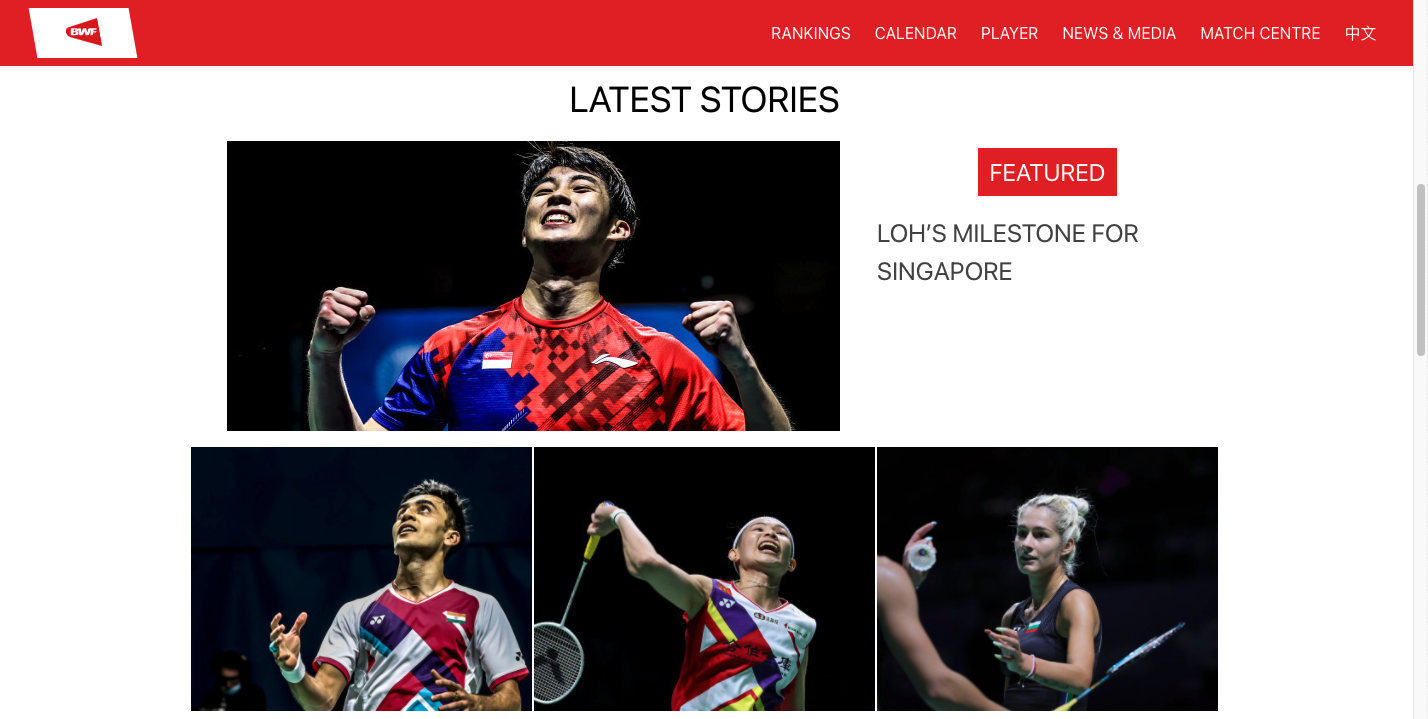 BWF
RANKINGS
CALENDAR
PLAYER
NEWS & MEDIA
MATCH CENTRE
中文
LATEST STORIES
FEATURED
LOH’S MILESTONE FOR
SINGAPORE